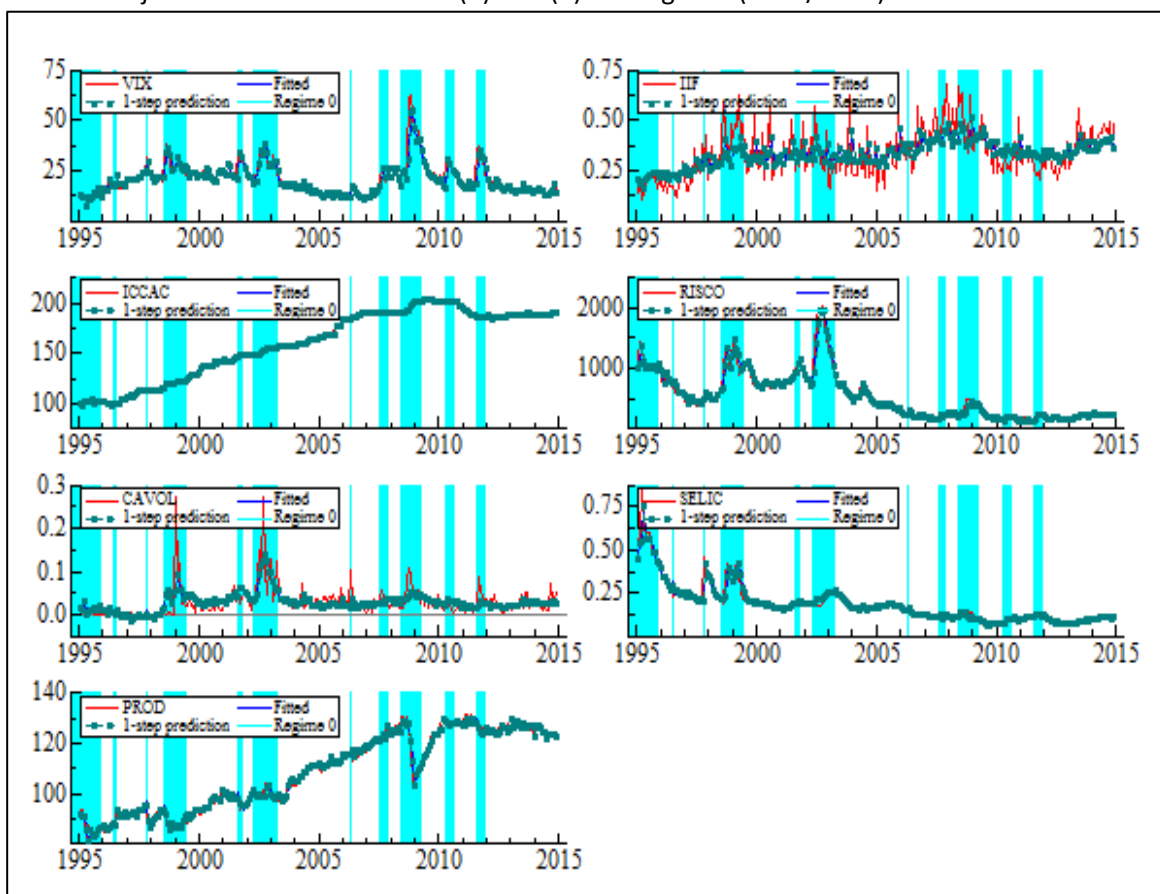 VIX Fitted
1-step prediction Regime 0
75
50
25
1995 2000 2005 2010 2015
IIF Fitted
1-step prediction Regime 0
0.75
0.50
0.25
1995 2000 2005 2010 2015
ICCAC Fitted
1-step prediction Regime 0
200
150
100
1995 2000 2005 2010 2015
RISCO Fitted
1-step prediction Regime 0
2000
1000
1995 2000 2005 2010 2015
CAVOL Fitted
1-step prediction Regime 0
0.3
0.2
0.1
0.0
1995 2000 2005 2010 2015
SELIC Fitted
1-step prediction Regime 0
0.75
0.50
0.25
1995 2000 2005 2010 2015
PROD Fitted
1-step prediction Regime 0
140
120
100
1995 2000 2005 2010 2015